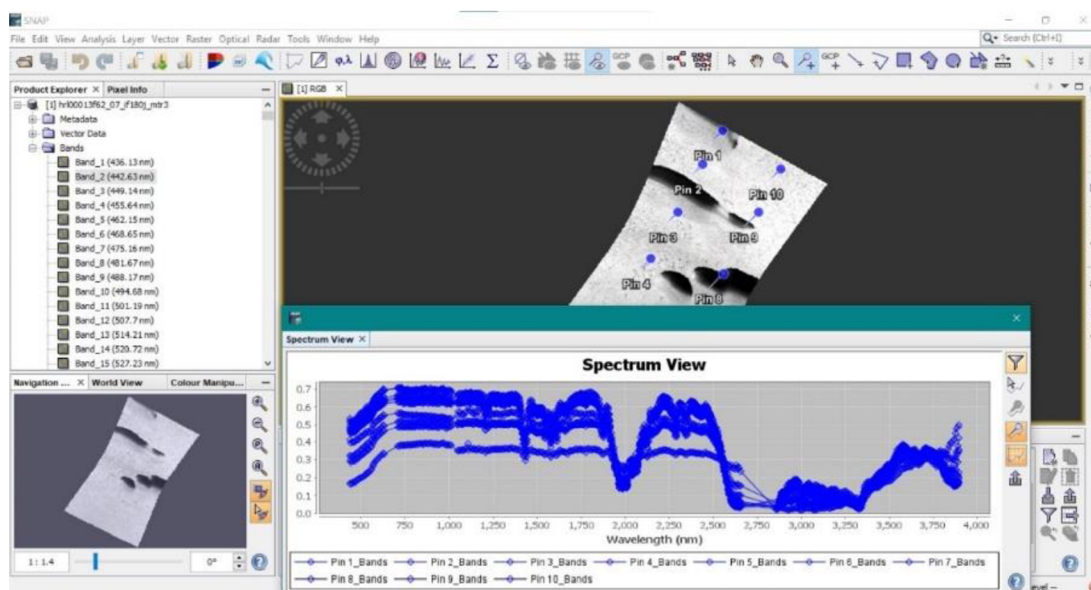 SNAP
File Edit View Analysis Layer Vector Raster Optical Radar Tools Window Help
Search (Ctrl+I)
Product Explorer × Pixel Info
[1] RGB ×
[1] hrl00013f62_07_if180j_mtr3
Metadata
Vector Data
Bands
Band_1 (436.13 nm)
Band_2 (442.63 nm)
Band_3 (449.14 nm)
Band_4 (455.64 nm)
Band_5 (462.15 nm)
Band_6 (468.65 nm)
Band_7 (475.16 nm)
Band_8 (481.67 nm)
Band_9 (488.17 nm)
Band_10 (494.68 nm)
Band_11 (501.19 nm)
Band_12 (507.7 nm)
Band_13 (514.21 nm)
Band_14 (520.72 nm)
Band_15 (527.23 nm)
Pin 1
Pin 2
Pin 10
Pin 3
Pin 9
Pin 4
Pin 8
Navigation ... × World View Colour Manipu...
1 : 1.4
0°
Spectrum View ×
Spectrum View
0.7
0.6
0.5
0.4
0.3
0.2
0.1
0.0
500 750 1,000 1,250 1,500 1,750 2,000 2,250 2,500 2,750 3,000 3,250 3,500 3,750 4,000
Wavelength (nm)
Pin 1_Bands Pin 2_Bands Pin 3_Bands Pin 4_Bands Pin 5_Bands Pin 6_Bands Pin 7_Bands
Pin 8_Bands Pin 9_Bands Pin 10_Bands